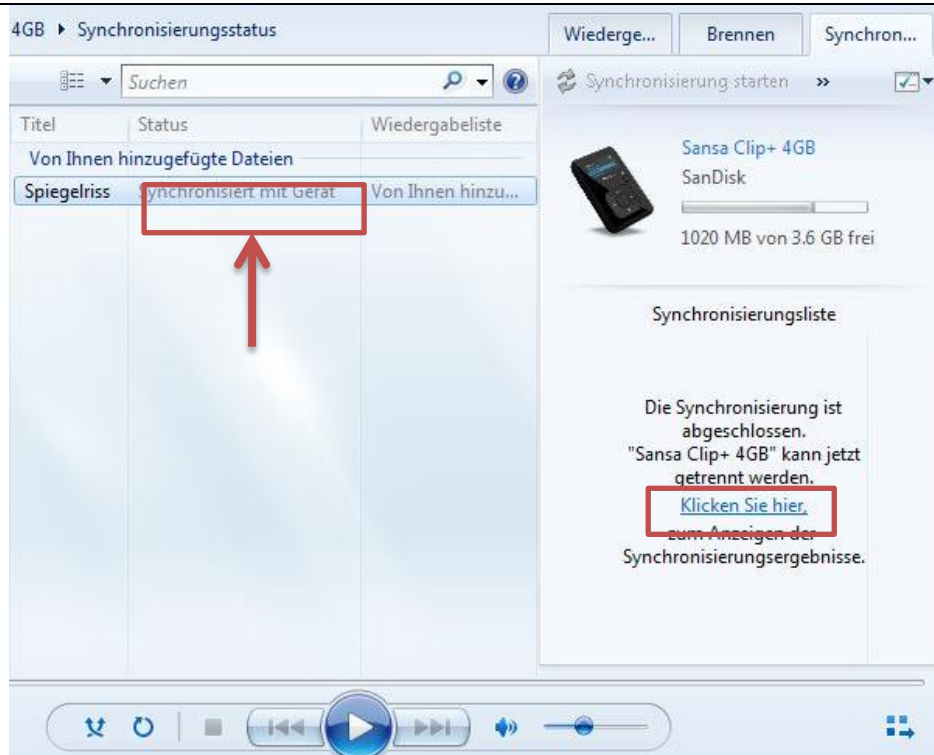 4GB Synchronisierungsstatus
Wiederge... Brennen Synchron...
Suchen
Synchronisierung starten »
Titel Status Wiedergabeliste
Von Ihnen hinzugefügte Dateien
Spiegelriss Synchronisiert mit Gerät Von Ihnen hinzu...
Sansa Clip+ 4GB
SanDisk
1020 MB von 3.6 GB frei
Synchronisierungsliste
Die Synchronisierung ist
abgeschlossen.
"Sansa Clip+ 4GB" kann jetzt
getrennt werden.
Klicken Sie hier,
zum Anzeigen der
Synchronisierungsergebnisse.